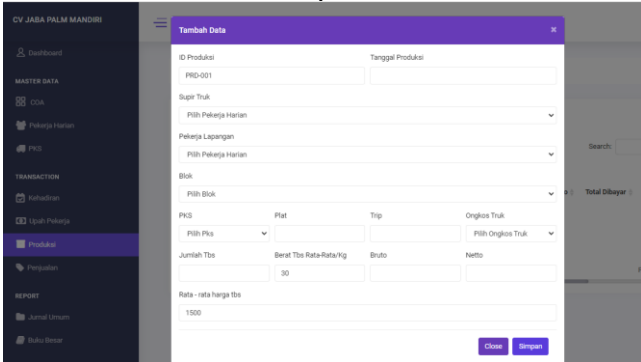 CV JABA PALM MANDIRI
Tambah Data
Dashboard
ID Produksi Tanggal Produksi
PRD-001
MASTER DATA
COA
Supir Truk
Pilih Pekerja Harian
Pekerja Harian
Pekerja Lapangan
Pilih Pekerja Harian
PKS
Search:
TRANSACTION
Blok
Pilih Blok
Total Dibayar
Kehadiran
PKS Plat Trip Ongkos Truk
Upah Pekerja
Pilih Pks Pilih Ongkos Truk
Produksi
Jumlah Tbs Berat Tbs Rata-Rata/Kg Bruto Netto
30
Penjualan
REPORT
Rata - rata harga tbs
1500
Jurnal Umum
Buku Besar
Close Simpan